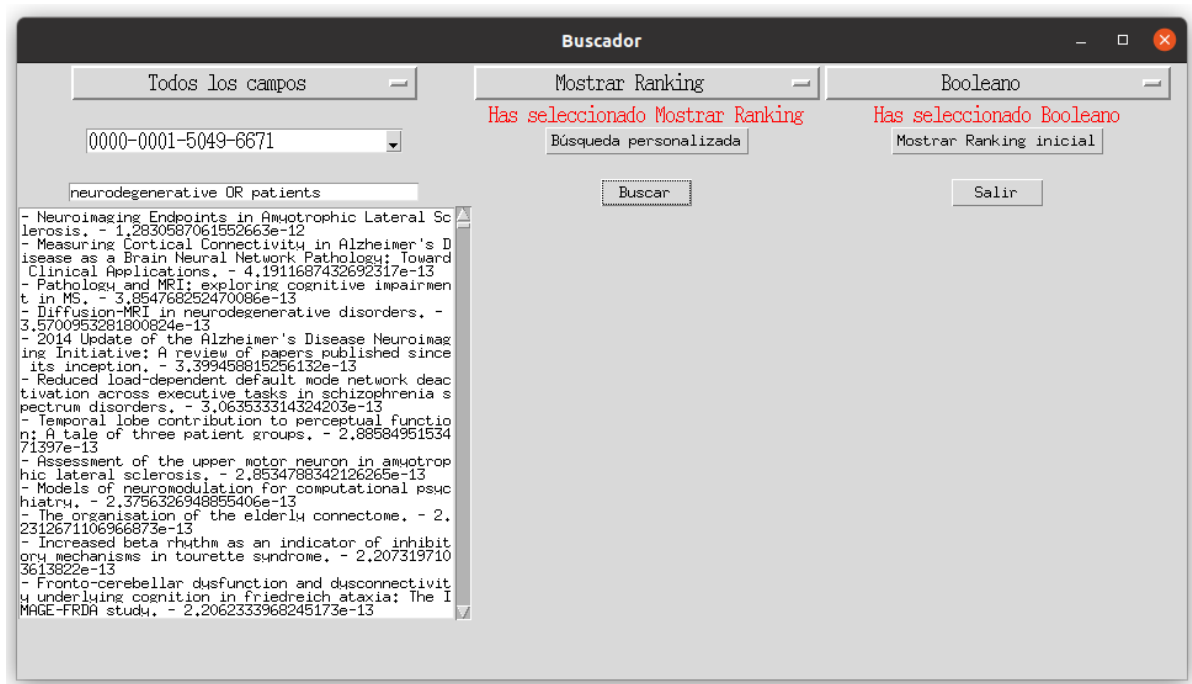 Buscador
Todos los campos
Mostrar Ranking
Booleano
Has seleccionado Mostrar Ranking
Has seleccionado Booleano
0000-0001-5049-6671
Búsqueda personalizada
Mostrar Ranking inicial
neurodegenerative OR patients
Buscar
Salir
- Neuroimaging Endpoints in Amyotrophic Lateral Sc
lerosis. - 1.2830587061552663e-12
- Measuring Cortical Connectivity in Alzheimer's D
isease as a Brain Neural Network Pathology: Toward
 Clinical Applications. - 4.1911687432692317e-13
- Pathology and MRI: exploring cognitive impairmen
t in MS. - 3.854768252470086e-13
- Diffusion-MRI in neurodegenerative disorders. -
3.5700953281800824e-13
- 2014 Update of the Alzheimer's Disease Neuroimag
ing Initiative: A review of papers published since
 its inception. - 3.399458815256132e-13
- Reduced load-dependent default mode network deac
tivation across executive tasks in schizophrenia s
pectrum disorders. - 3.063533314324203e-13
- Temporal lobe contribution to perceptual functio
n: A tale of three patient groups. - 2.88584951534
71397e-13
- Assessment of the upper motor neuron in amyotrop
hic lateral sclerosis. - 2.853478834212​6265e-13
- Models of neuromodulation for computational psyc
hiatry. - 2.3756326948855406e-13
- The organisation of the elderly connectome. - 2.
2312671106966873e-13
- Increased beta rhythm as an indicator of inhibit
ory mechanisms in tourette syndrome. - 2.207319710
3613822e-13
- Fronto-cerebellar dysfunction and dysconnectivit
y underlying cognition in friedreich ataxia: The I
MAGE-FRDA study. - 2.2062333968245173e-13